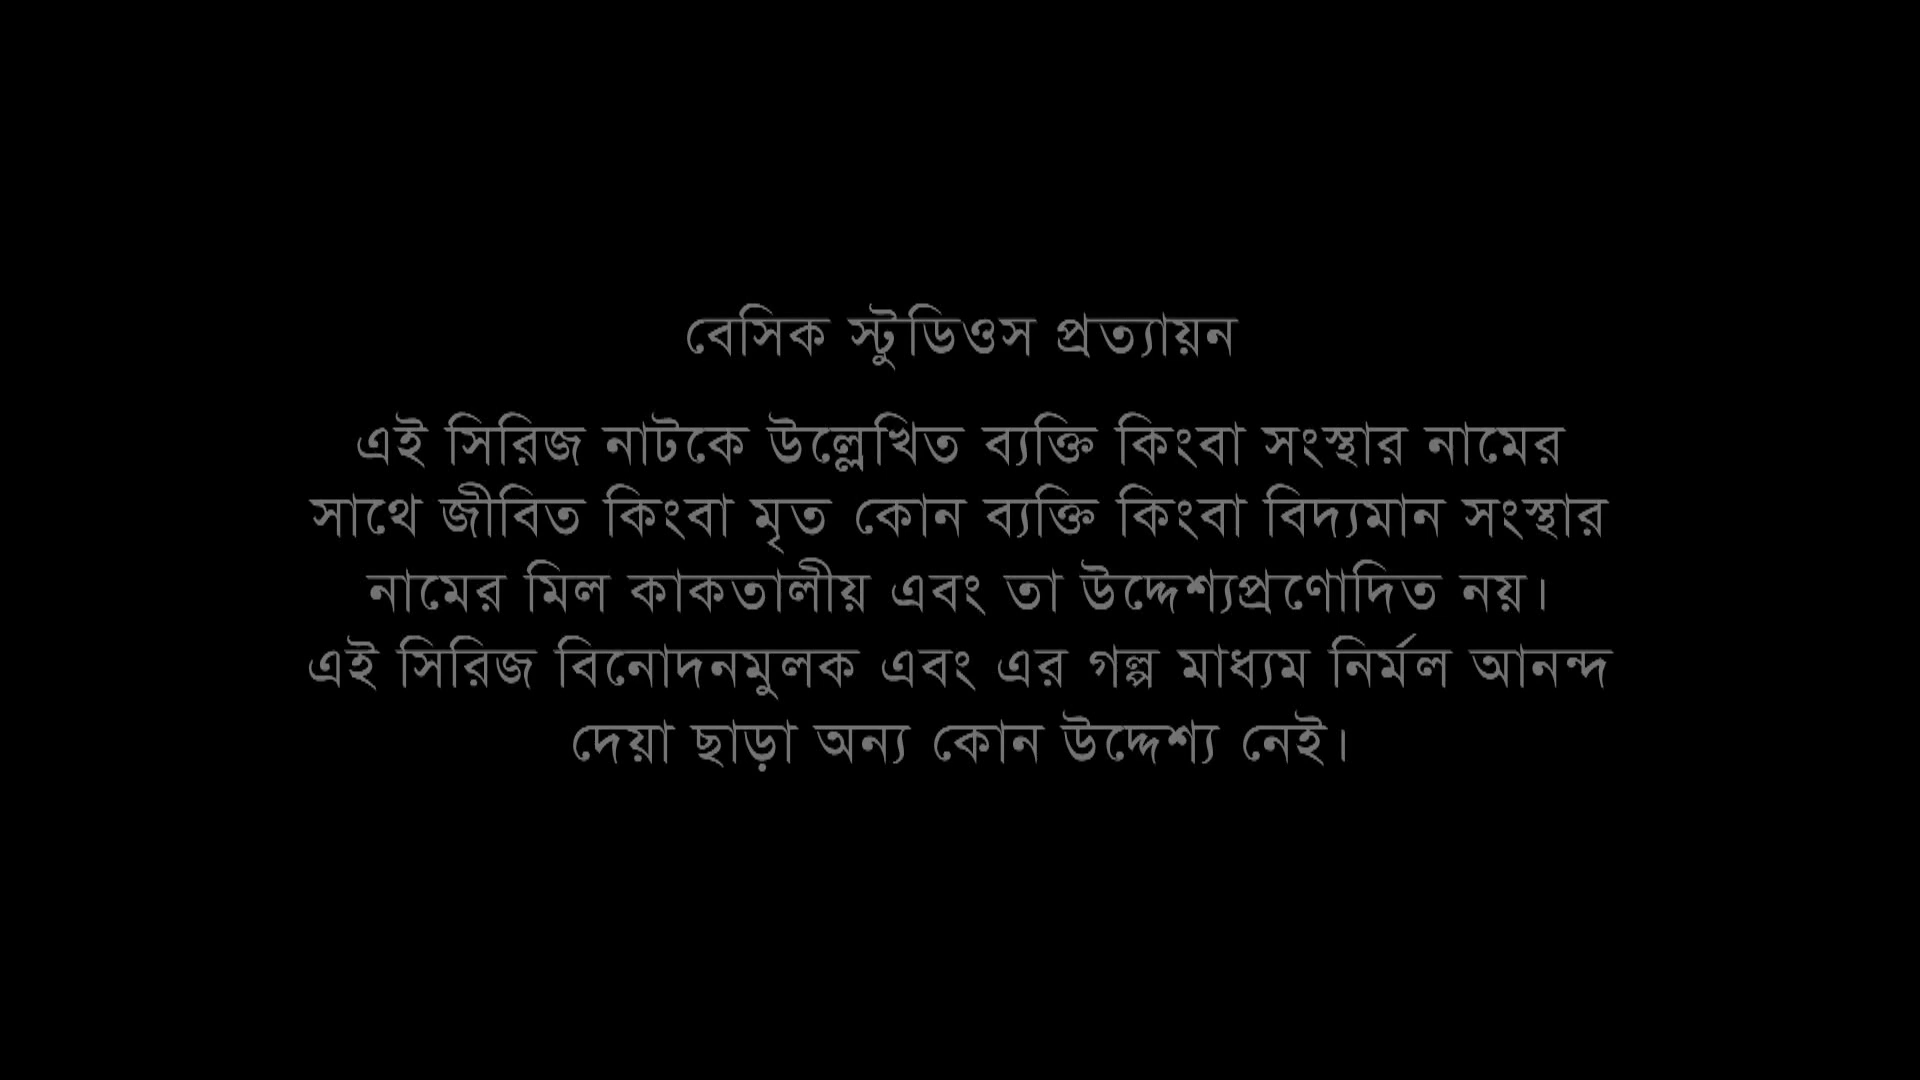 বেসিক স্টুডিওস প্রত্যায়ন
এই সিরিজ নাটকে উল্লেখিত ব্যক্তি কিংবা সংস্থার নামের
সাথে জীবিত কিংবা মৃত কোন ব্যক্তি কিংবা বিদ্যমান সংস্থার
নামের মিল কাকতালীয় এবং তা উদ্দেশ্যপ্রণোদিত নয়।
এই সিরিজ বিনোদনমুলক এবং এর গল্প মাধ্যম নির্মল আনন্দ
দেয়া ছাড়া অন্য কোন উদ্দেশ্য নেই।